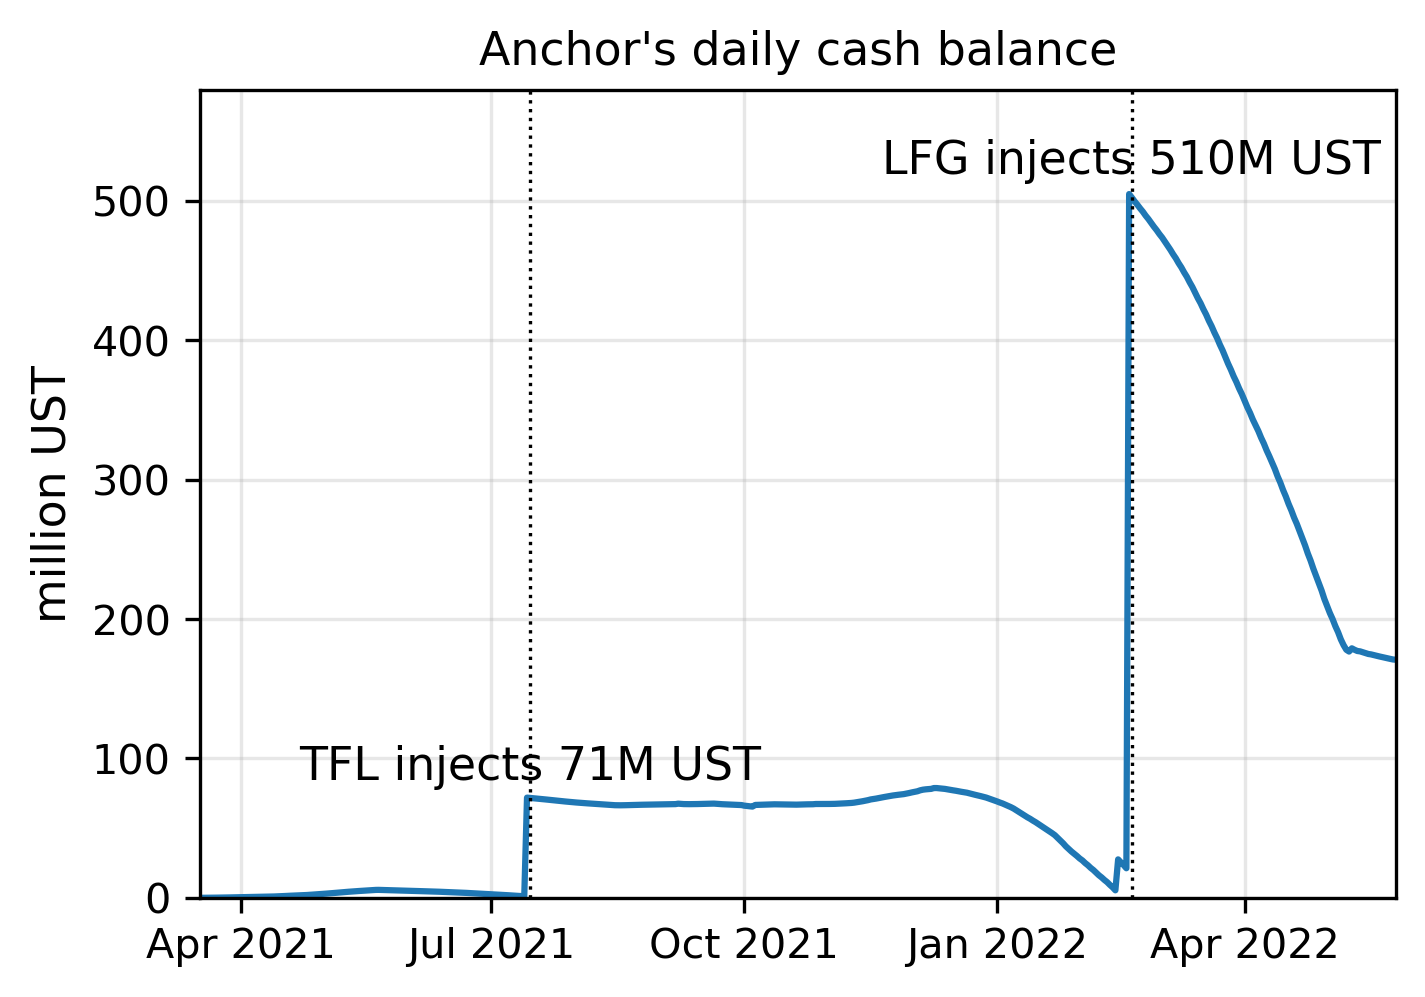 Anchor's daily cash balance
LFG injects 510M UST
TFL injects 71M UST
million UST
500
400
300
200
100
0
Apr 2021
Jul 2021
Oct 2021
Jan 2022
Apr 2022